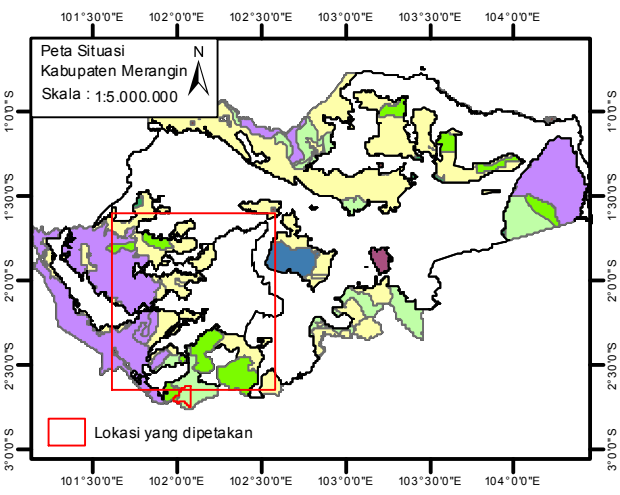 101°30'0"E 102°0'0"E 102°30'0"E 103°0'0"E 103°30'0"E 104°0'0"E
Peta Situasi
Kabupaten Merangin
Skala : 1:5.000.000
N
1°0'0"S
1°30'0"S
2°0'0"S
2°30'0"S
3°0'0"S
1°0'0"S
1°30'0"S
2°0'0"S
2°30'0"S
3°0'0"S
Lokasi yang dipetakan
101°30'0"E 102°0'0"E 102°30'0"E 103°0'0"E 103°30'0"E 104°0'0"E